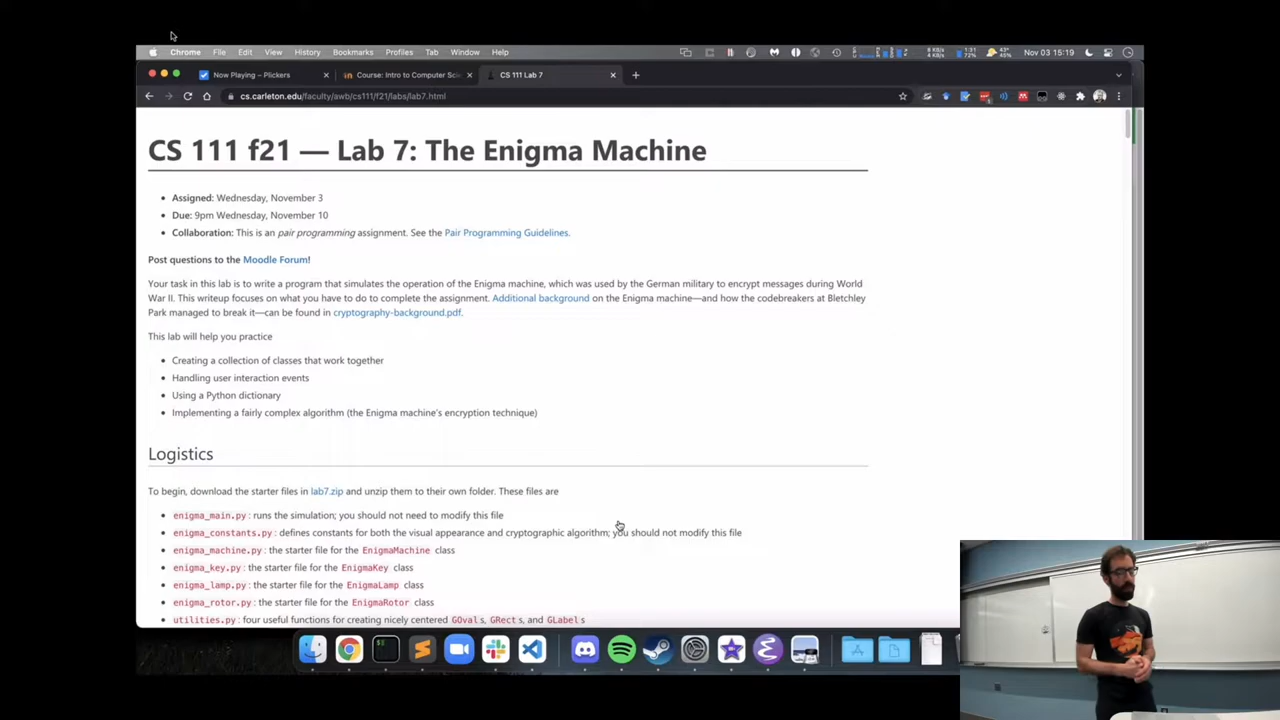 Chrome File Edit View History Bookmarks Profiles Tab Window Help
Nov 03 15:19
Now Playing – Plickers
Course: Intro to Computer Scie
CS 111 Lab 7
cs.carleton.edu/faculty/awb/cs111/f21/labs/lab7.html
CS 111 f21 — Lab 7: The Enigma Machine
• Assigned: Wednesday, November 3
• Due: 9pm Wednesday, November 10
• Collaboration: This is an pair programming assignment. See the Pair Programming Guidelines.
Post questions to the Moodle Forum!
Your task in this lab is to write a program that simulates the operation of the Enigma machine, which was used by the German military to encrypt messages during World
War II. This writeup focuses on what you have to do to complete the assignment. Additional background on the Enigma machine—and how the codebreakers at Bletchley
Park managed to break it—can be found in cryptography-background.pdf.
This lab will help you practice
• Creating a collection of classes that work together
• Handling user interaction events
• Using a Python dictionary
• Implementing a fairly complex algorithm (the Enigma machine's encryption technique)
Logistics
To begin, download the starter files in lab7.zip and unzip them to their own folder. These files are
• enigma_main.py : runs the simulation; you should not need to modify this file
• enigma_constants.py : defines constants for both the visual appearance and cryptographic algorithm; you should not modify this file
• enigma_machine.py : the starter file for the EnigmaMachine class
• enigma_key.py : the starter file for the EnigmaKey class
• enigma_lamp.py : the starter file for the EnigmaLamp class
• enigma_rotor.py : the starter file for the EnigmaRotor class
• utilities.py : four useful functions for creating nicely centered GOval s, GRect s, and GLabel s